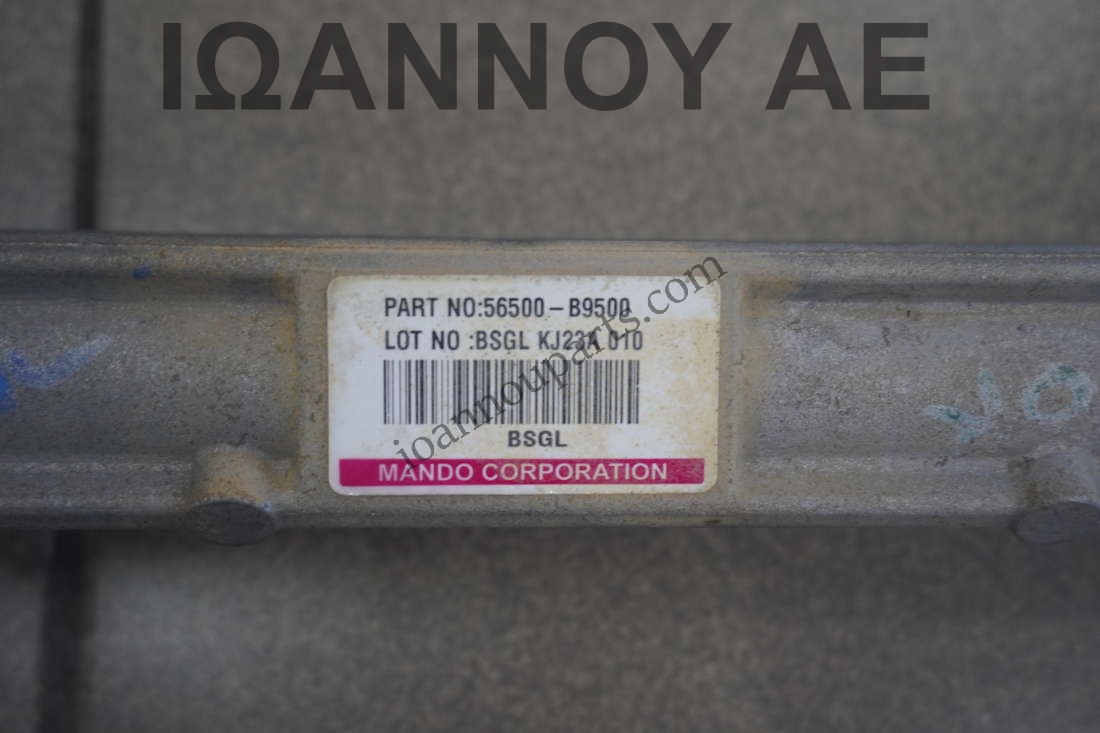 ΙΩΑΝΝΟΥ ΑΕ
PART NO:56500-B9500
LOT NO :BSGL KJ23A 010
BSGL
MANDO CORPORATION
ioannouparts.com